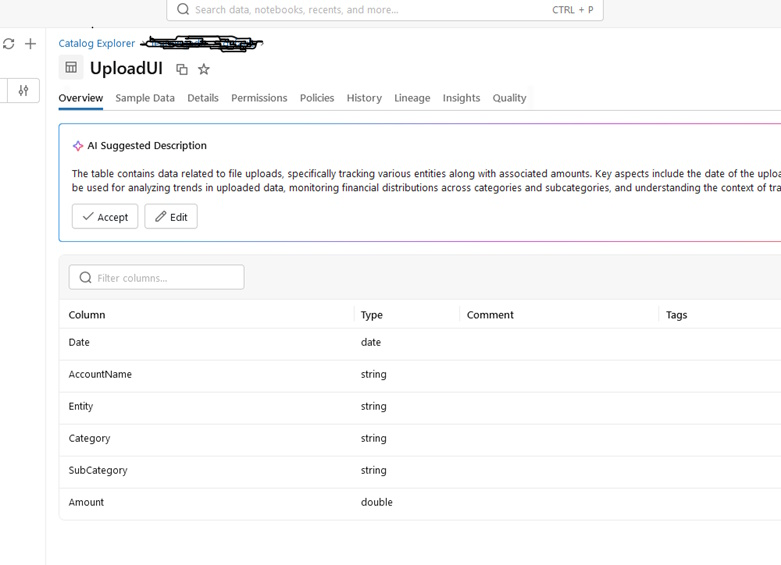 Search data, notebooks, recents, and more... CTRL + P
Catalog Explorer
UploadUI
Overview Sample Data Details Permissions Policies History Lineage Insights Quality
AI Suggested Description
The table contains data related to file uploads, specifically tracking various entities along with associated amounts. Key aspects include the date of the uploa
be used for analyzing trends in uploaded data, monitoring financial distributions across categories and subcategories, and understanding the context of tra
Accept Edit
Filter columns...
Column Type Comment Tags
Date date
AccountName string
Entity string
Category string
SubCategory string
Amount double